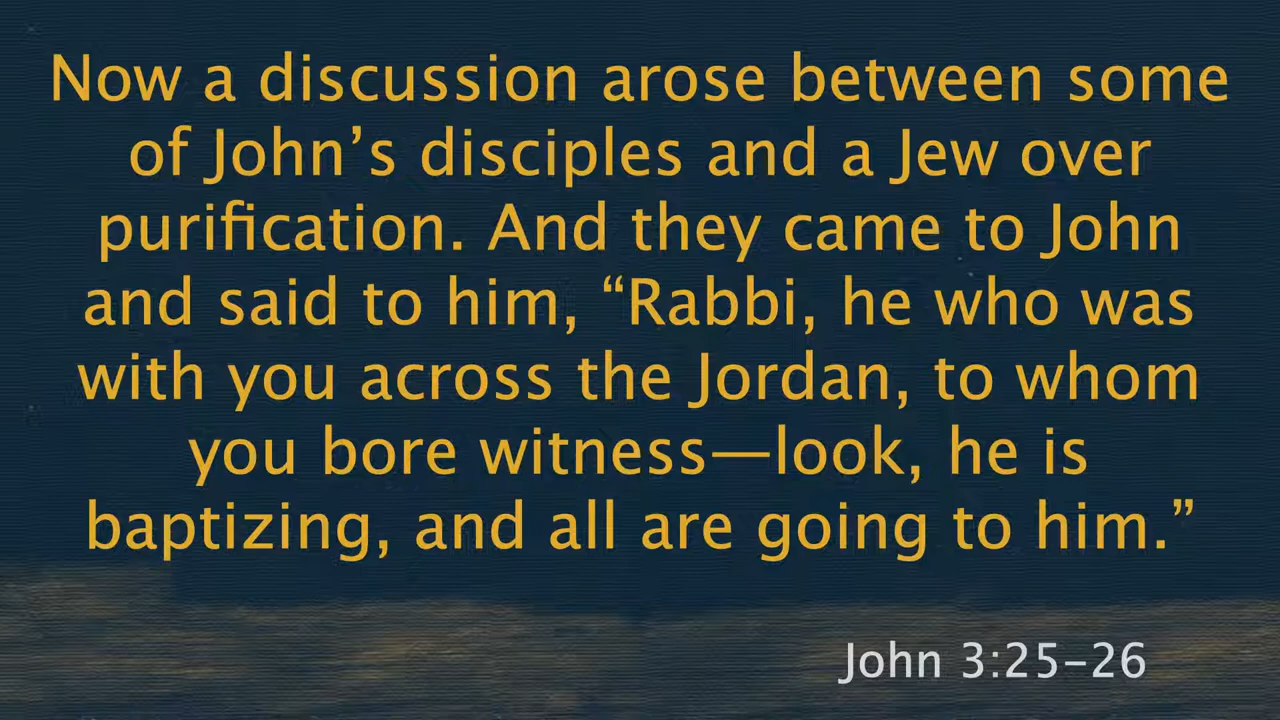 Now a discussion arose between some
of John’s disciples and a Jew over
purification. And they came to John
and said to him, “Rabbi, he who was
with you across the Jordan, to whom
you bore witness—look, he is
baptizing, and all are going to him.”
John 3:25–26